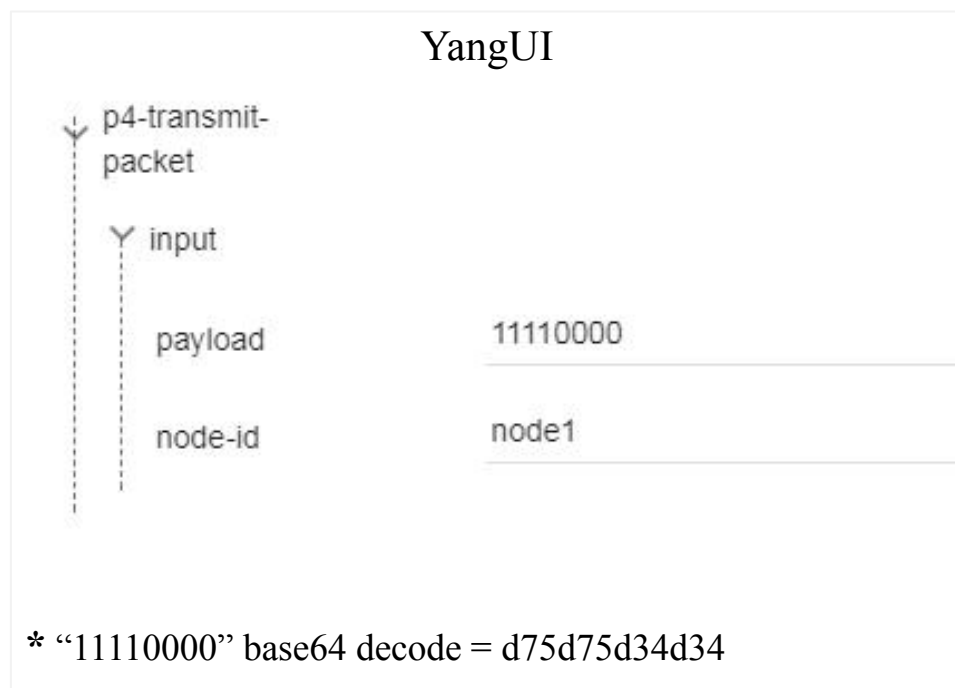 YangUI
p4-transmit-
packet
input
payload 11110000
node-id node1
* “11110000” base64 decode = d75d75d34d34